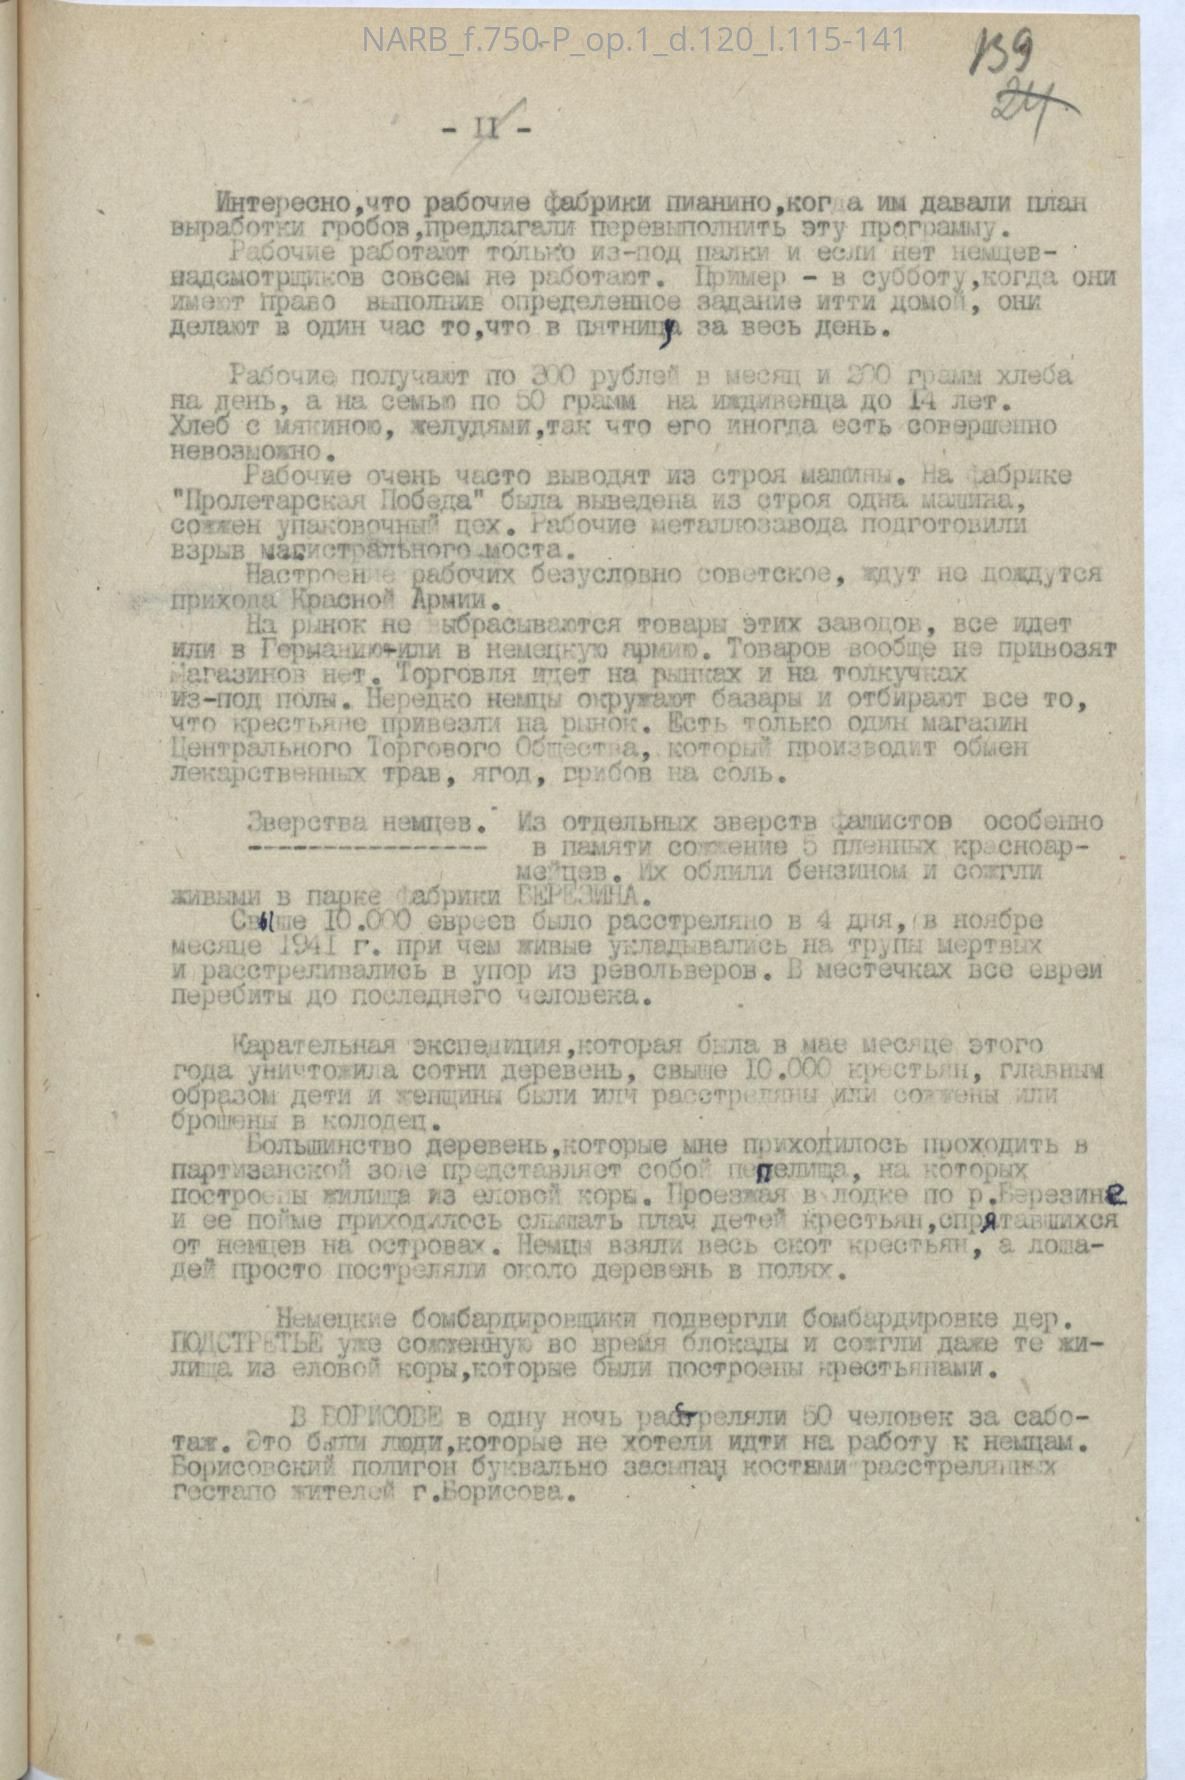 NARB_f.750-P_op.1_d.120_l.115-141
139
24
- II -
Интересно,что рабочие фабрики пианино,когда им давали план
выработки гробов,предлагали перевыполнить эту программу.
Рабочие работают только из-под палки и если нет немцев-
надсмотрщиков совсем не работают. Пример - в субботу,когда они
имеют право выполнив определенное задание итти домой, они
делают в один час то,что в пятницу за весь день.
Рабочие получают по 300 рублей в месяц и 200 грамм хлеба
на день, а на семью по 50 грамм на иждивенца до 14 лет.
Хлеб с мякиною, желудями,так что его иногда есть совершенно
невозможно.
Рабочие очень часто выводят из строя машины. На фабрике
"Пролетарская Победа" была выведена из строя одна машина,
сожжен упаковочный цех. Рабочие металлозавода подготовили
взрыв магистрального моста.
Настроение рабочих безусловно советское, ждут не дождутся
прихода Красной Армии.
На рынок не выбрасываются товары этих заводов, все идет
или в Германию-или в немецкую армию. Товаров вообще не привозят
Магазинов нет. Торговля идет на рынках и на толкучках
из-под полы. Нередко немцы окружают базары и отбирают все то,
что крестьяне привезли на рынок. Есть только один магазин
Центрального Торгового Общества, который производит обмен
лекарственных трав, ягод, грибов на соль.
Зверства немцев. Из отдельных зверств фашистов особенно
---------------- в памяти сожжение 5 пленных красноар-
мейцев. Их облили бензином и сожгли
живыми в парке фабрики БЕРЕЗИНА.
Свыше 10.000 евреев было расстреляно в 4 дня, в ноябре
месяце 1941 г. при чем живые укладывались на трупы мертвых
и расстреливались в упор из револьверов. В местечках все евреи
перебиты до последнего человека.
Карательная экспедиция,которая была в мае месяце этого
года уничтожила сотни деревень, свыше 10.000 крестьян, главным
образом дети и женщины были или расстреляны или сожжены или
брошены в колодец.
Большинство деревень,которые мне приходилось проходить в
партизанской зоне представляет собой пепелища, на которых
построены жилища из еловой коры. Проезжая в лодке по р.Березине
и ее пойме приходилось слышать плач детей крестьян,спрятавшихся
от немцев на островах. Немцы взяли весь скот крестьян, а лоша-
дей просто постреляли около деревень в полях.
Немецкие бомбардировщики подвергли бомбардировке дер.
ПОДСТРЕТЬЕ уже сожженную во время блокады и сожгли даже те жи-
лища из еловой коры,которые были построены крестьянами.
В БОРИСОВЕ в одну ночь расстреляли 50 человек за сабо-
таж. Это были люди,которые не хотели идти на работу к немцам.
Борисовский полигон буквально засыпан костями расстрелянных
гестапо жителей г.Борисова.